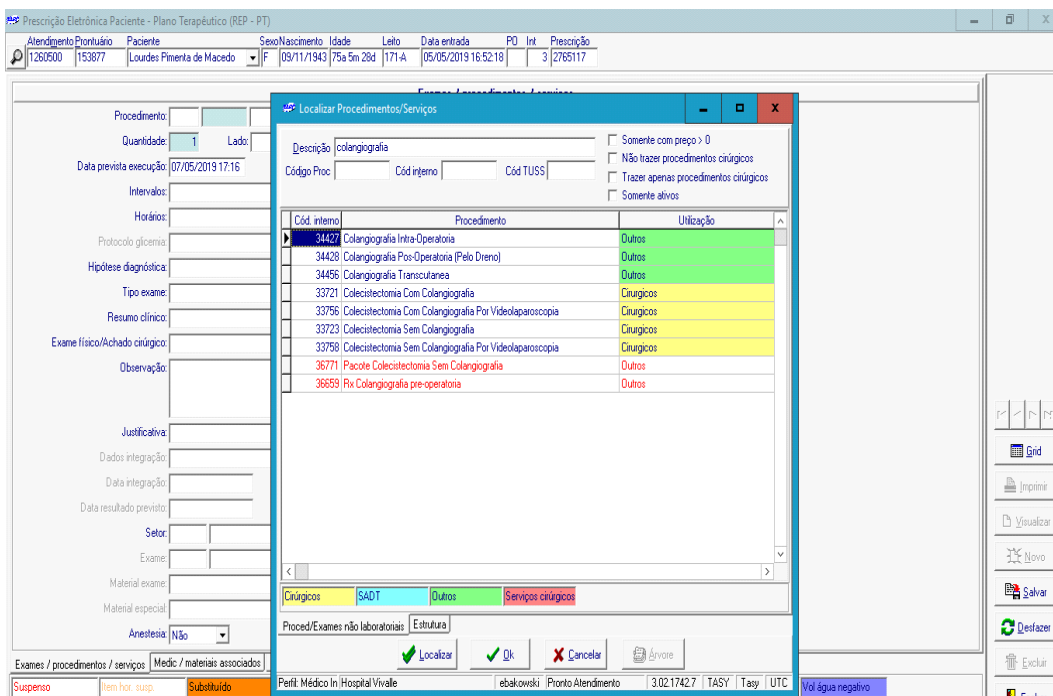 Prescrição Eletrônica Paciente - Plano Terapêutico (REP - PT)
Atendimento Prontuário Paciente Sexo Nascimento Idade Leito Data entrada PO Int Prescrição
1260500 153877 Lourdes Pimenta de Macedo F 09/11/1943 75a 5m 28d 171-A 05/05/2019 16:52:18 3 2765117
Procedimento:
Quantidade: 1 Lado:
Data prevista execução: 07/05/2019 17:16
Intervalos:
Horários:
Protocolo glicemia:
Hipótese diagnóstica:
Tipo exame:
Resumo clínico:
Exame físico/Achado cirúrgico:
Observação:
Justificativa:
Dados integração:
Data integração:
Data resultado previsto:
Setor:
Exame:
Material exame:
Material especial:
Anestesia: Não
Exames / procedimentos / serviços Medic / materiais associados
Suspenso Item hor. susp. Substituído
Localizar Procedimentos/Serviços
Descrição colangiografia
Código Proc Cód interno Cód TUSS
Somente com preço > 0
Não trazer procedimentos cirúrgicos
Trazer apenas procedimentos cirúrgicos
Somente ativos
Cód. interno Procedimento Utilização
34427 Colangiografia Intra-Operatoria Outros
34428 Colangiografia Pos-Operatoria (Pelo Dreno) Outros
34456 Colangiografia Transcutanea Outros
33721 Colecistectomia Com Colangiografia Cirurgicos
33756 Colecistectomia Com Colangiografia Por Videolaparoscopia Cirurgicos
33723 Colecistectomia Sem Colangiografia Cirurgicos
33758 Colecistectomia Sem Colangiografia Por Videolaparoscopia Cirurgicos
36771 Pacote Colecistectomia Sem Colangiografia Outros
36659 Rx Colangiografia pre-operatoria Outros
Cirúrgicos SADT Outros Serviços cirúrgicos
Proced/Exames não laboratoriais Estrutura
Localizar Ok Cancelar Árvore
Perfil: Médico In Hospital Vivalle ebakowski Pronto Atendimento 3.02.1742.7 TASY Tasy UTC
Vol água negativo
Grid
Imprimir
Visualizar
Novo
Salvar
Desfazer
Excluir